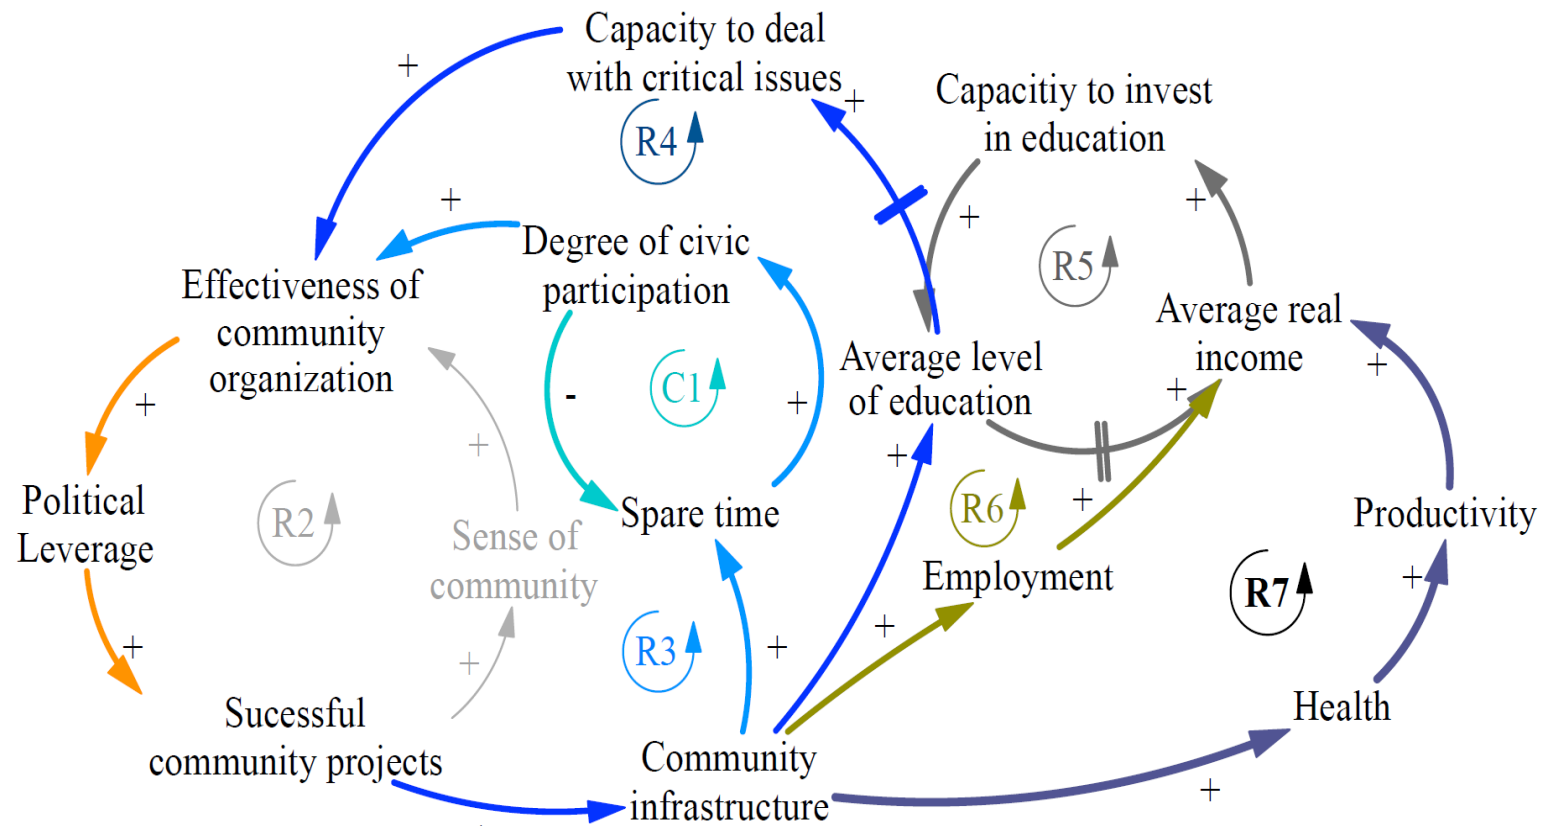 Capacity to deal
with critical issues
+
+
Capacitiy to invest
in education
R4
+
+
+
Degree of civic
participation
R5
Effectiveness of
community
organization
Average real
income
Average level
of education
+
C1
+
-
+
+
+
+
R6
+
Political
Leverage
R2
Sense of
community
Spare time
Productivity
Employment
+
R7
+
+
+
R3
+
Sucessful
community projects
Health
Community
infrastructure
+